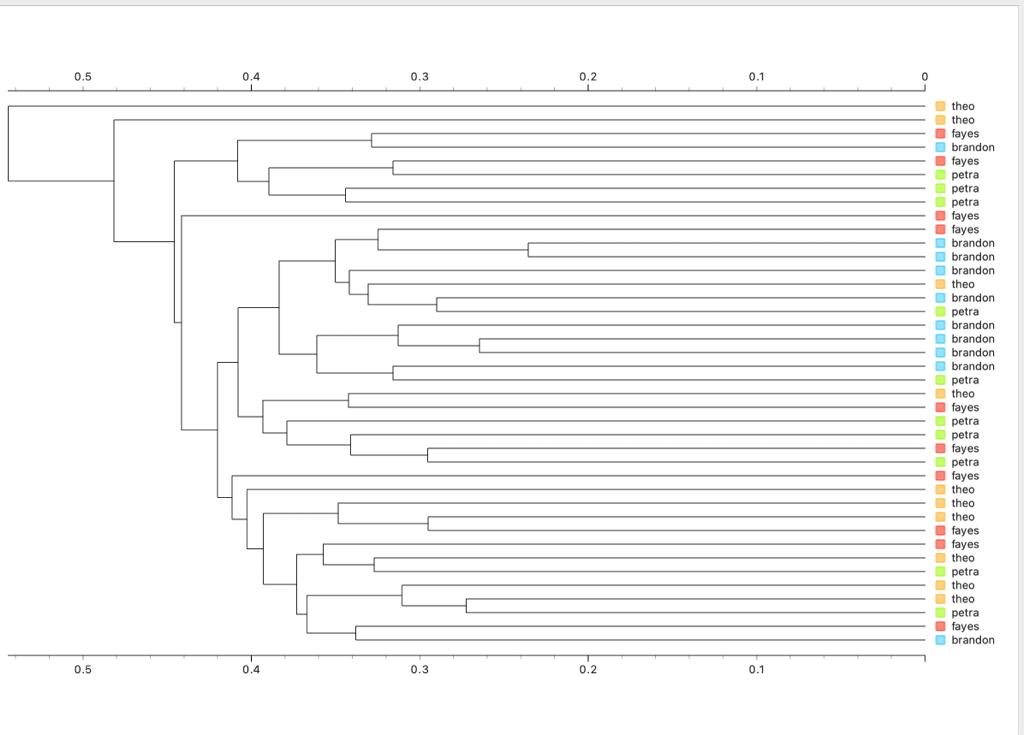 0.5 0.4 0.3 0.2 0.1 0
theo
theo
fayes
brandon
fayes
petra
petra
petra
fayes
fayes
brandon
brandon
brandon
theo
brandon
petra
brandon
brandon
brandon
brandon
petra
theo
fayes
petra
petra
fayes
petra
fayes
theo
theo
theo
fayes
fayes
theo
petra
theo
theo
petra
fayes
brandon
0.5 0.4 0.3 0.2 0.1 0